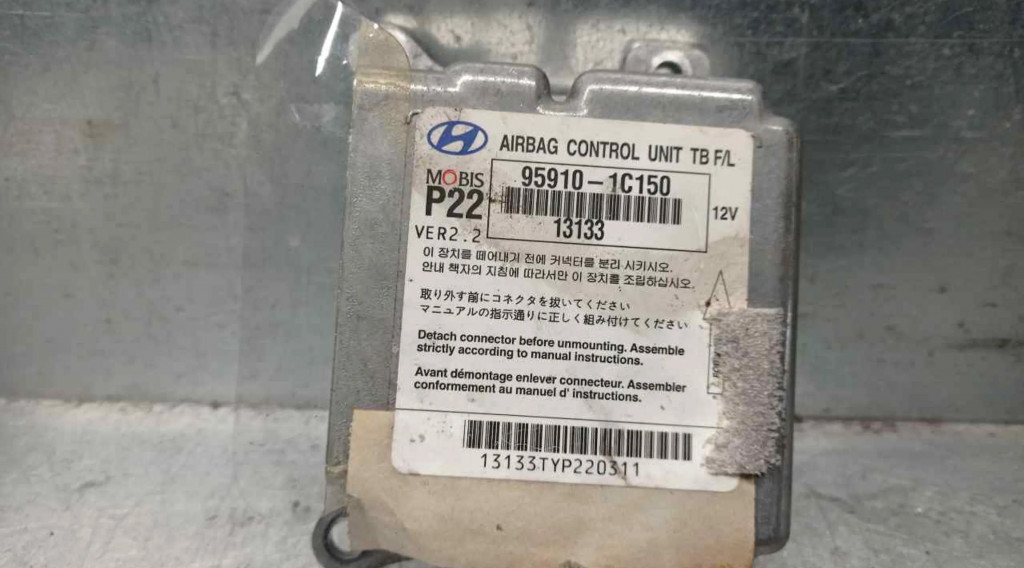 AIRBAG CONTROL UNIT TB F/L
MOBIS
95910-1C150
P22
12V
13133
VER2.2
이 장치를 떼어내기 전에 커넥터를 분리 시키시오.
안내 책자의 지침에 따라서만 이 장치를 조립하십시오.
取り外す前にコネクタを抜いてください
マニュアルの指示通りに正しく組み付けてください
Detach connector before unmounting. Assemble
strictly according to manual instructions.
Avant démontage enlever connecteur. Assembler
conformement au manuel d' instructions.
13133TYP220311